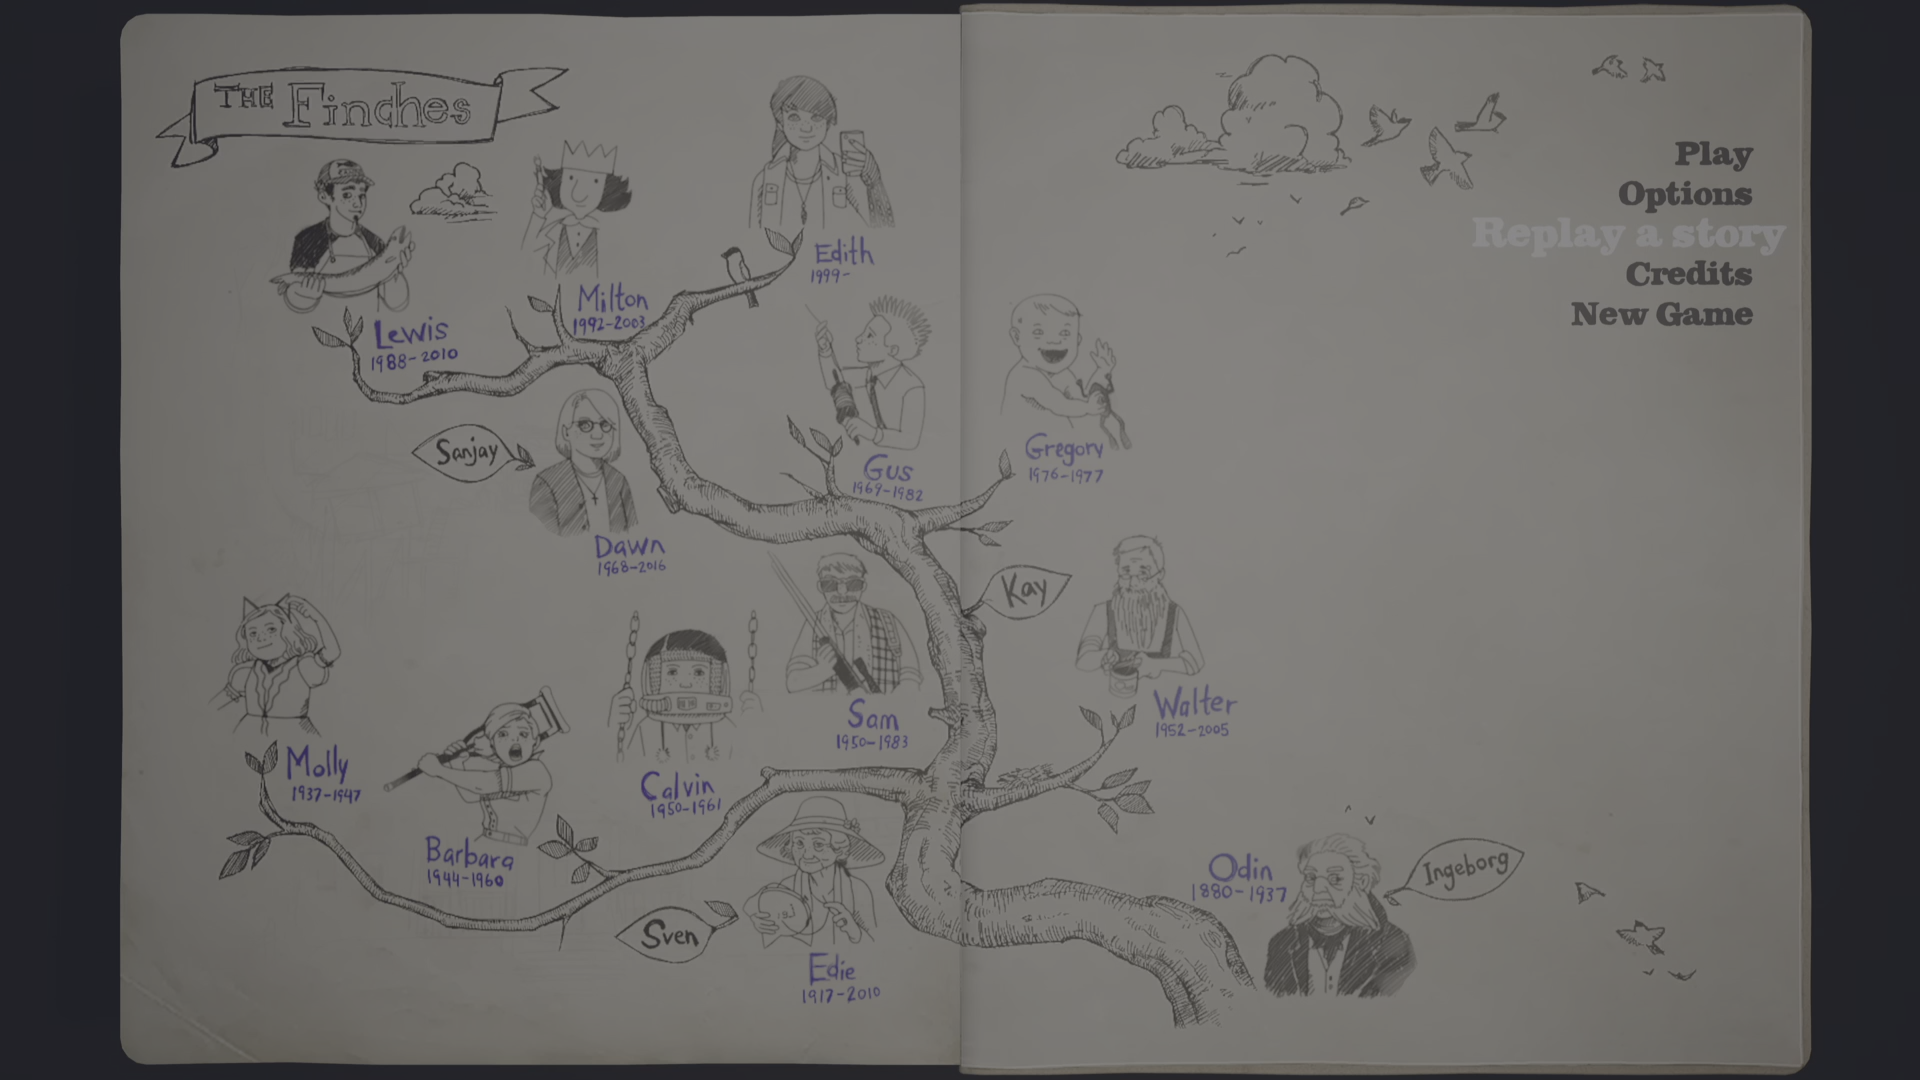 THE Finches
Edith
1999-
Milton
1992-2003
Lewis
1988-2010
Sanjay
Gus
1969-1982
Gregory
1976-1977
Dawn
1968-2016
Kay
Sam
1950-1983
Walter
1952-2005
Molly
1937-1947
Calvin
1950-1961
Barbara
1944-1960
Sven
Edie
1917-2010
Odin
1880-1937
Ingeborg
Play
Options
Replay a story
Credits
New Game